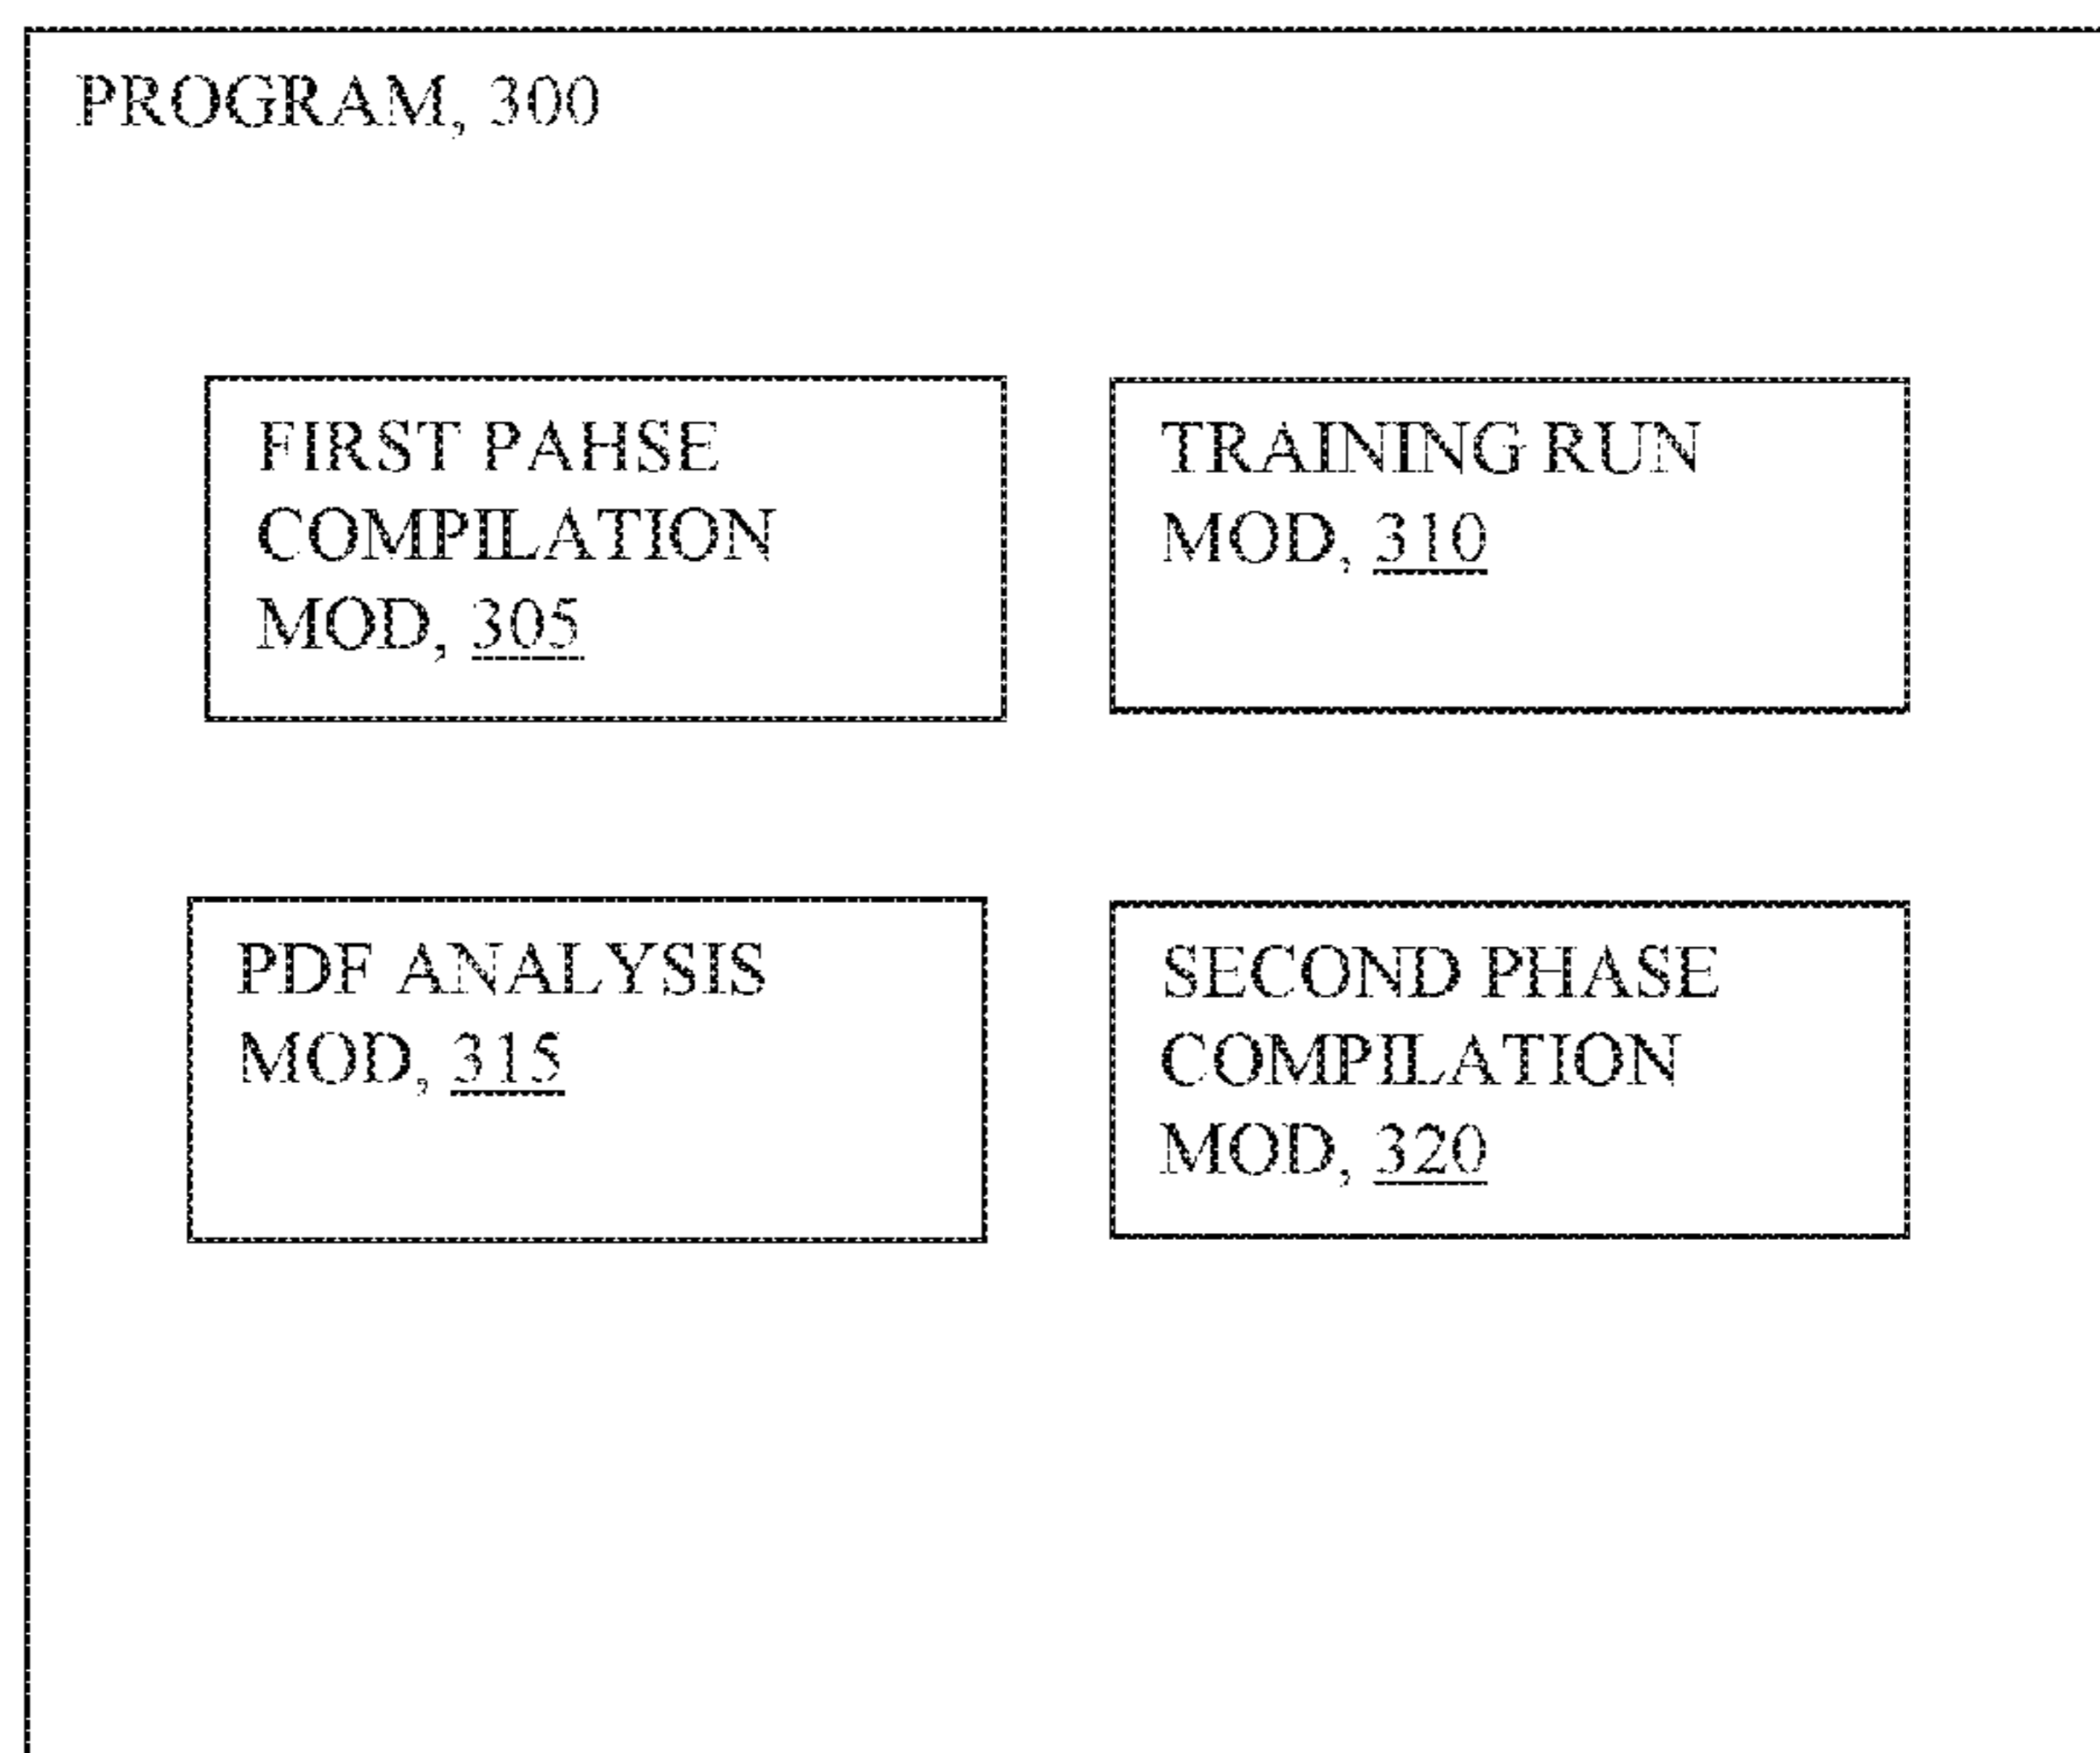 PROGRAM, 300
FIRST PAHSE
COMPILATION
MOD, 305
TRAINING RUN
MOD, 310
PDF ANALYSIS
MOD, 315
SECOND PHASE
COMPILATION
MOD, 320